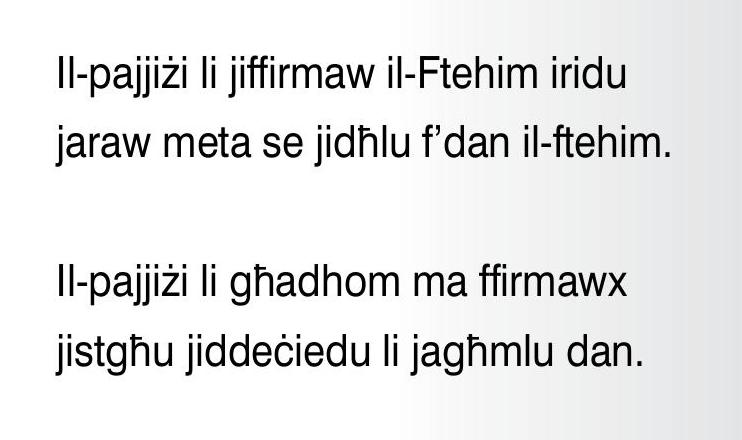 Il-pajjiżi li jiffirmaw il-Ftehim iridu
jaraw meta se jidħlu f’dan il-ftehim.
Il-pajjiżi li għadhom ma ffirmawx
jistgħu jiddeċiedu li jagħmlu dan.